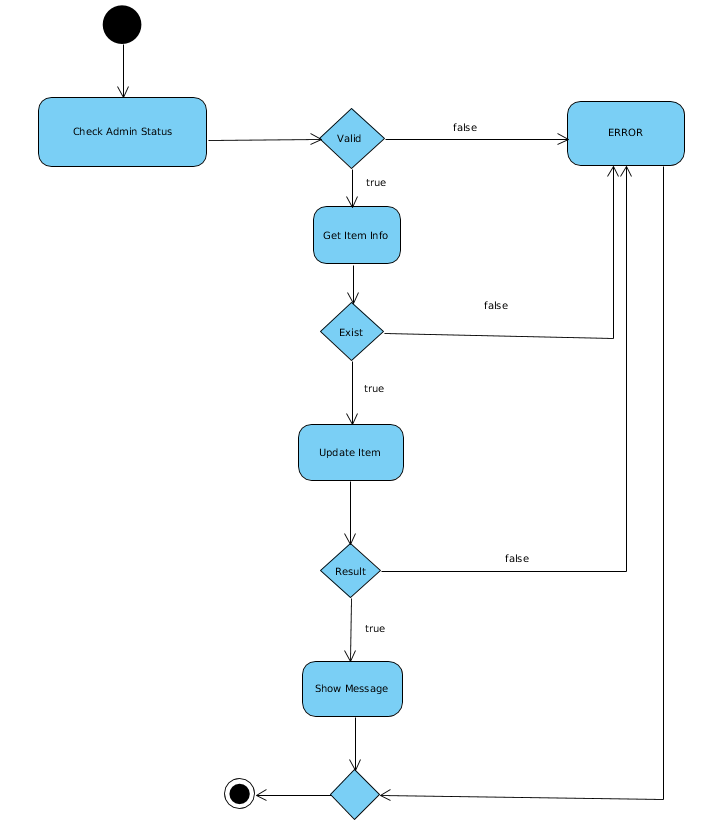 Check Admin Status
Valid
false
ERROR
true
Get Item Info
false
Exist
true
Update Item
false
Result
true
Show Message